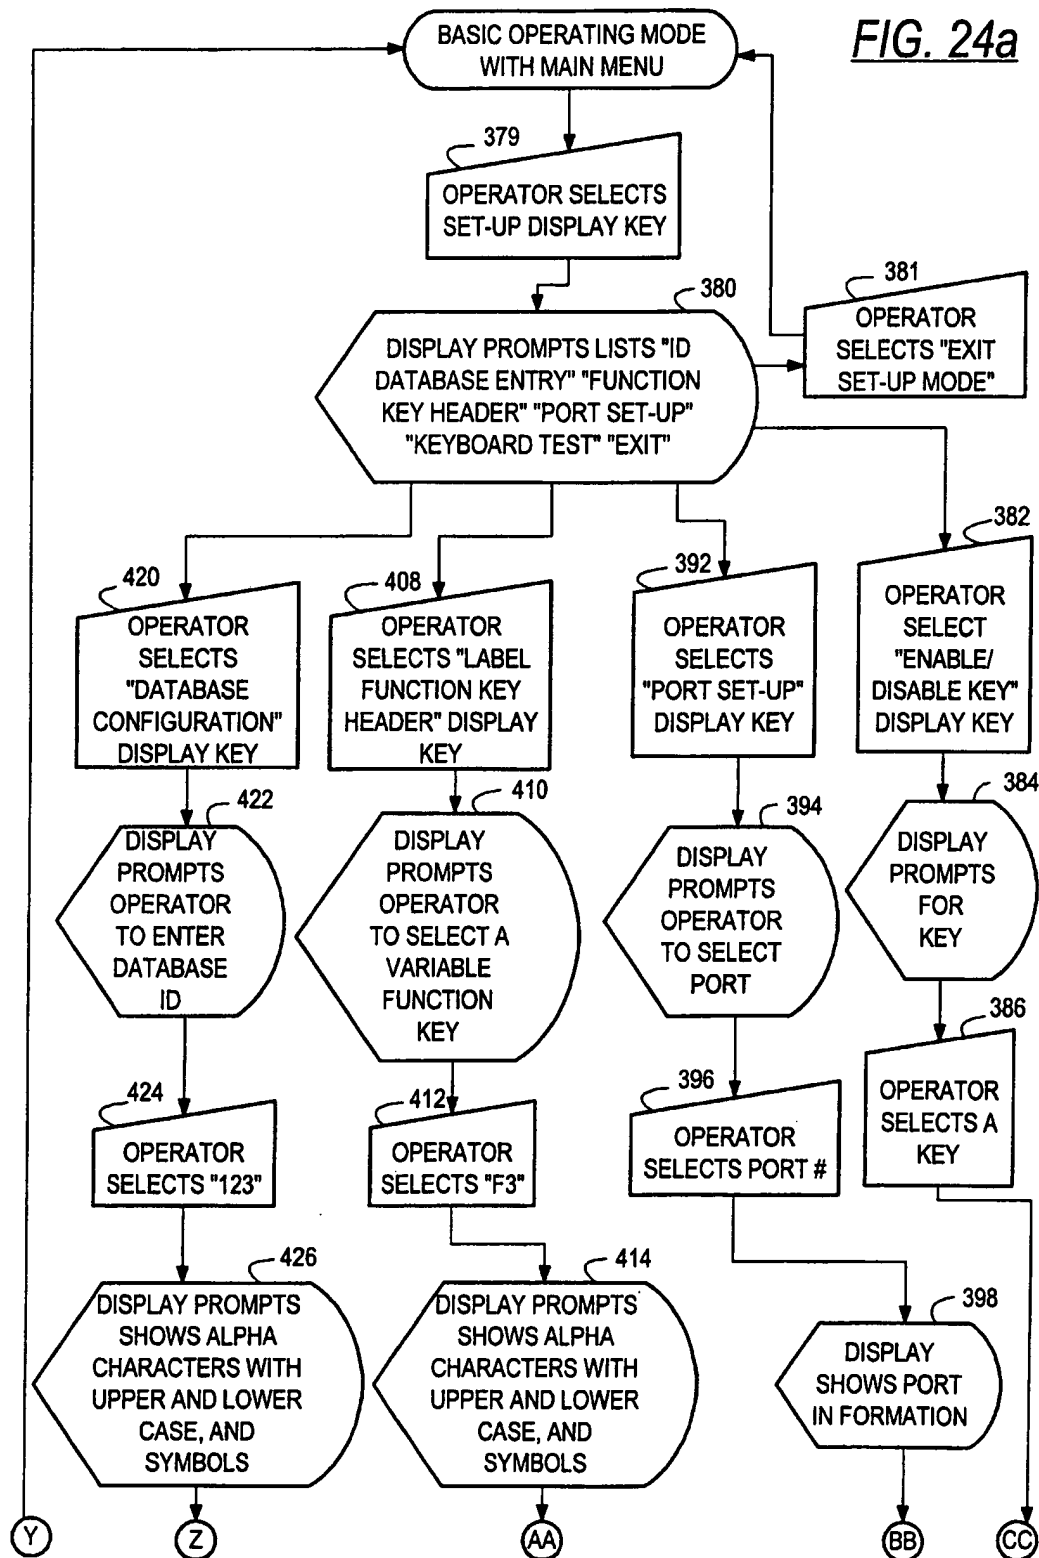 FIG. 24a
BASIC OPERATING MODE
WITH MAIN MENU
379
OPERATOR SELECTS
SET-UP DISPLAY KEY
380
DISPLAY PROMPTS LISTS "ID
DATABASE ENTRY" "FUNCTION
KEY HEADER" "PORT SET-UP"
"KEYBOARD TEST" "EXIT"
381
OPERATOR
SELECTS "EXIT
SET-UP MODE"
420
OPERATOR
SELECTS
"DATABASE
CONFIGURATION"
DISPLAY KEY
408
OPERATOR
SELECTS "LABEL
FUNCTION KEY
HEADER" DISPLAY
KEY
392
OPERATOR
SELECTS
"PORT SET-UP"
DISPLAY KEY
382
OPERATOR
SELECT
"ENABLE/
DISABLE KEY"
DISPLAY KEY
422
DISPLAY
PROMPTS
OPERATOR
TO ENTER
DATABASE
ID
410
DISPLAY
PROMPTS
OPERATOR
TO SELECT A
VARIABLE
FUNCTION
KEY
394
DISPLAY
PROMPTS
OPERATOR
TO SELECT
PORT
384
DISPLAY
PROMPTS
FOR
KEY
424
OPERATOR
SELECTS "123"
412
OPERATOR
SELECTS "F3"
396
OPERATOR
SELECTS PORT #
386
OPERATOR
SELECTS A
KEY
426
DISPLAY PROMPTS
SHOWS ALPHA
CHARACTERS WITH
UPPER AND LOWER
CASE, AND
SYMBOLS
414
DISPLAY PROMPTS
SHOWS ALPHA
CHARACTERS WITH
UPPER AND LOWER
CASE, AND
SYMBOLS
398
DISPLAY
SHOWS PORT
IN FORMATION
Y
Z
AA
BB
CC